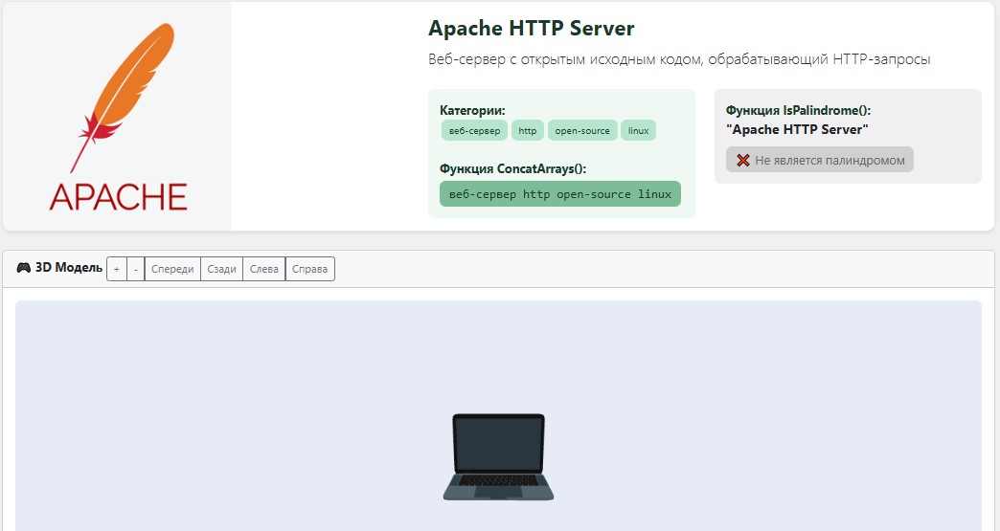 APACHE
Apache HTTP Server
Веб-сервер с открытым исходным кодом, обрабатывающий HTTP-запросы
Категории:
веб-сервер http open-source linux
Функция ConcatArrays():
веб-сервер http open-source linux
Функция IsPalindrome():
"Apache HTTP Server"
Не является палиндромом
3D Модель + - Спереди Сзади Слева Справа